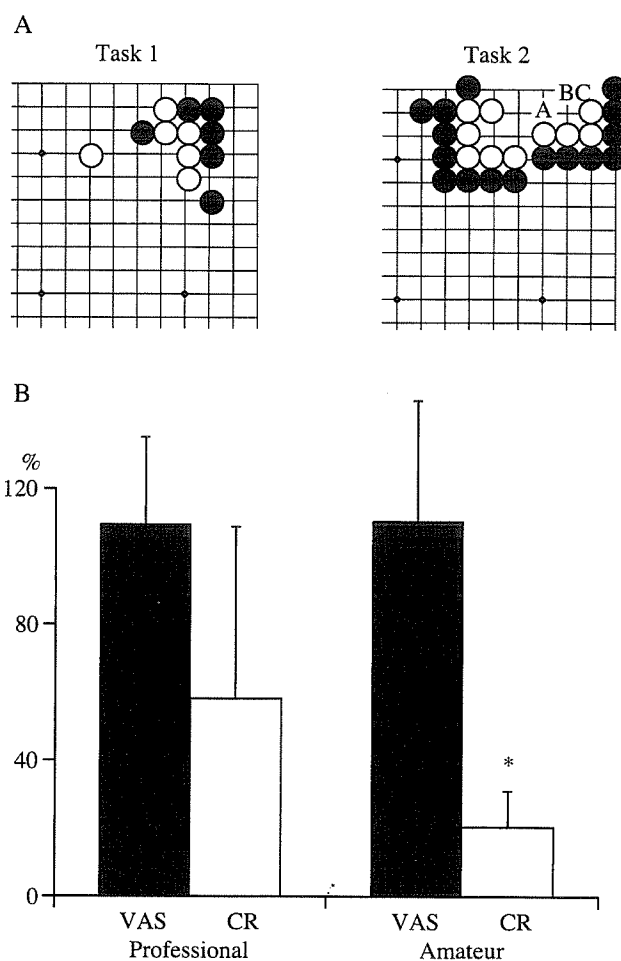 A
Task 1
Task 2
BC
A
B
%
120
80
40
0
*
VAS CR VAS CR
Professional Amateur